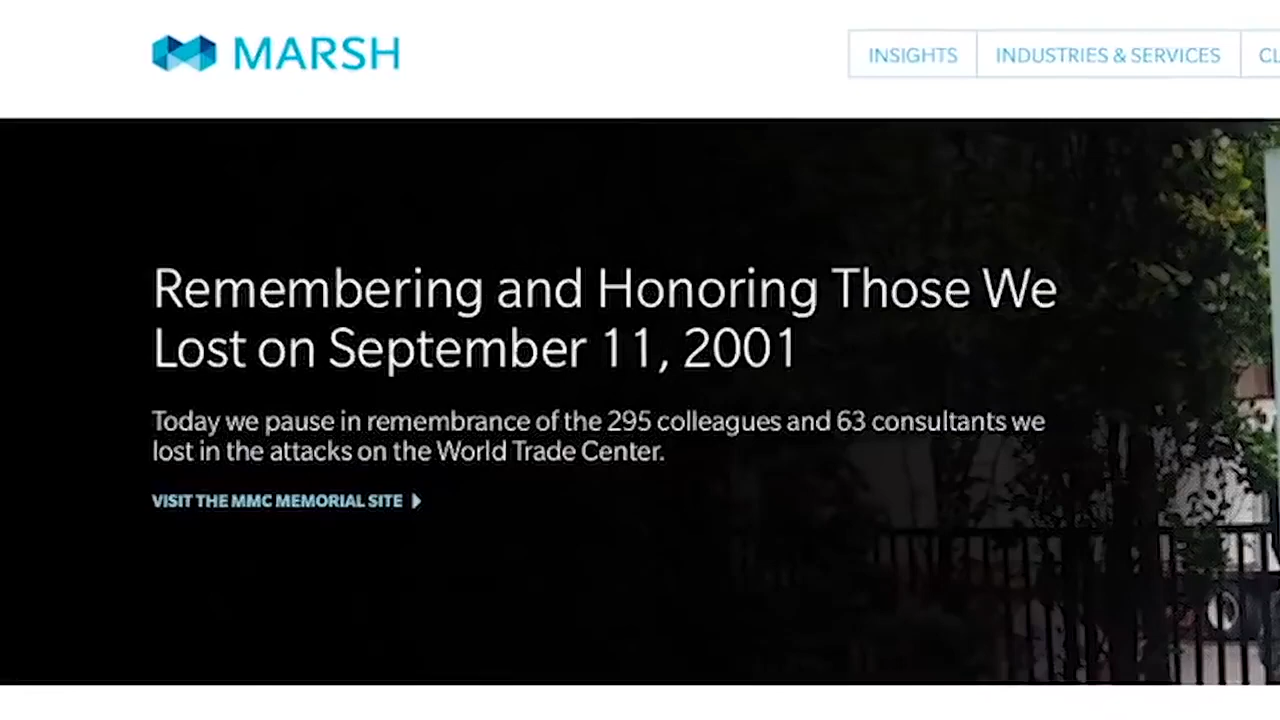 MARSH
INSIGHTS
INDUSTRIES & SERVICES
CL
Remembering and Honoring Those We
Lost on September 11, 2001
Today we pause in remembrance of the 295 colleagues and 63 consultants we
lost in the attacks on the World Trade Center.
VISIT THE MMC MEMORIAL SITE